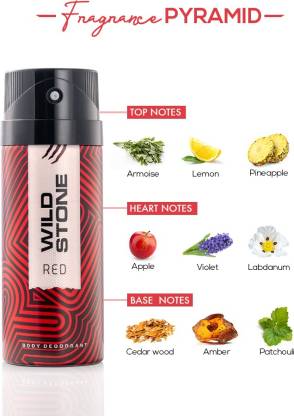 Fragrance PYRAMID
TOP NOTES
Armoise Lemon Pineapple
HEART NOTES
Apple Violet Labdanum
BASE NOTES
Cedar wood Amber Patchouli
WILD
STONE
RED
BODY DEODORANT